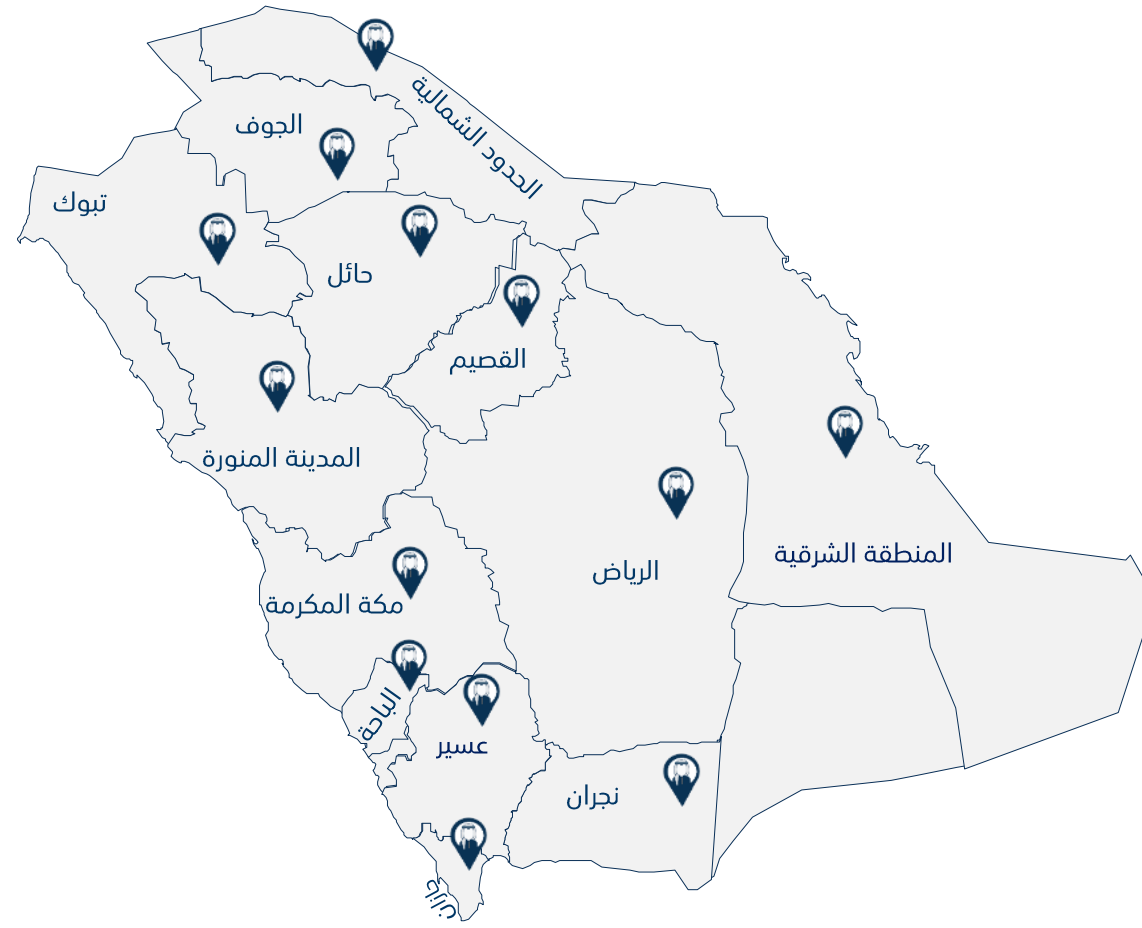 الحدود الشمالية
الجوف
تبوك
حائل
القصيم
المدينة المنورة
المنطقة الشرقية
الرياض
مكة المكرمة
الباحة
عسير
نجران
جازان